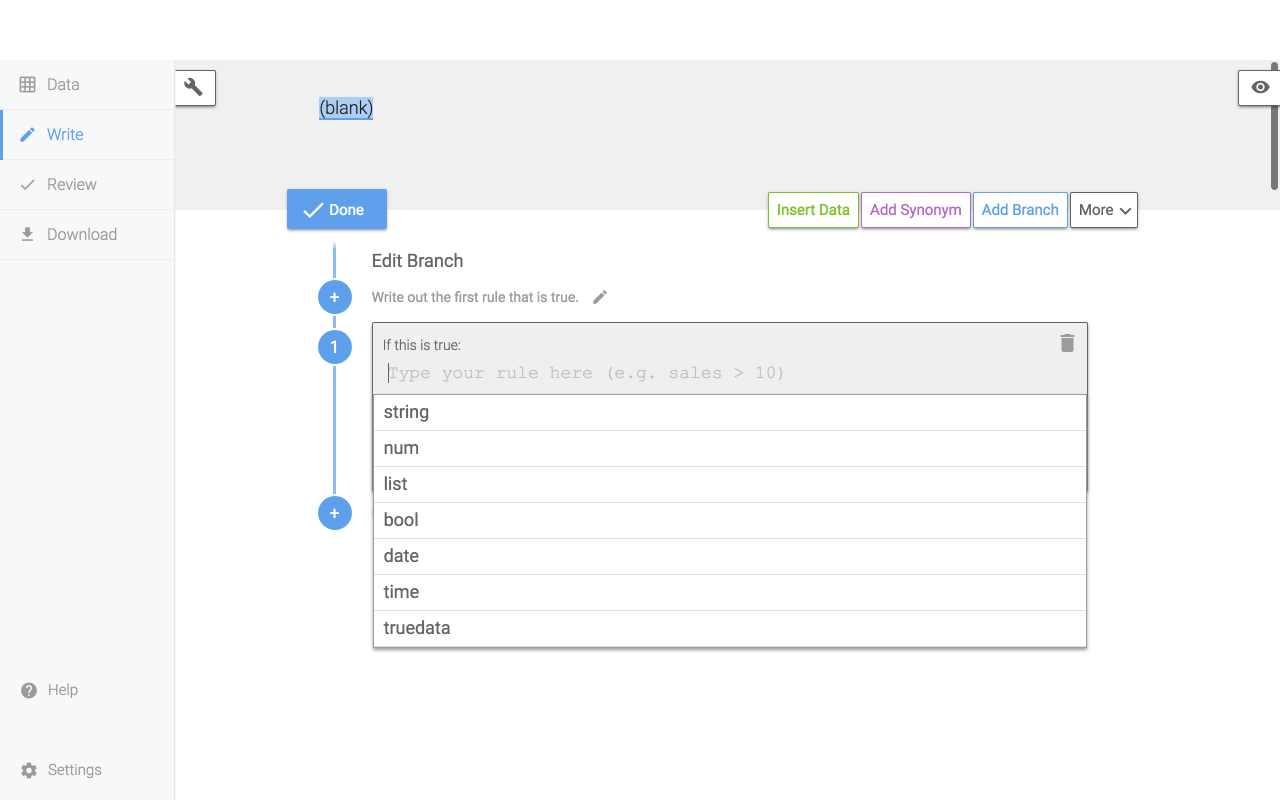 Data
Write
Review
Download
Help
Settings
(blank)
Done
Insert Data
Add Synonym
Add Branch
More
Edit Branch
+
Write out the first rule that is true.
1
If this is true:
Type your rule here (e.g. sales > 10)
string
num
list
+
bool
date
time
truedata